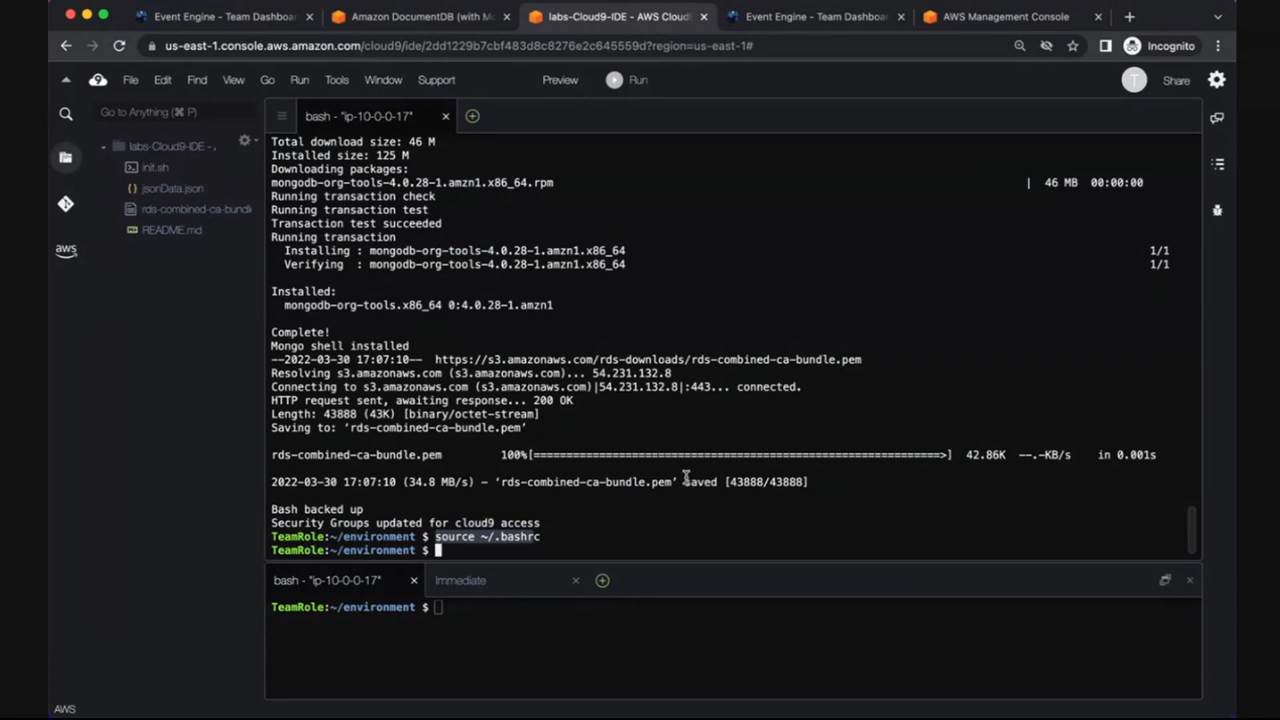 Event Engine - Team Dashboa
Amazon DocumentDB (with Mo
labs-Cloud9-IDE - AWS Cloud
Event Engine - Team Dashboa
AWS Management Console
us-east-1.console.aws.amazon.com/cloud9/ide/2dd1229b7cbf483d8c8276e2c645559d?region=us-east-1#
Incognito
9 File Edit Find View Go Run Tools Window Support Preview Run T Share
Go to Anything (⌘ P)
bash - "ip-10-0-0-17"
labs-Cloud9-IDE -
init.sh
jsonData.json
rds-combined-ca-bundl
README.md
aws
Total download size: 46 M
Installed size: 125 M
Downloading packages:
mongodb-org-tools-4.0.28-1.amzn1.x86_64.rpm | 46 MB 00:00:00
Running transaction check
Running transaction test
Transaction test succeeded
Running transaction
Installing : mongodb-org-tools-4.0.28-1.amzn1.x86_64 1/1
Verifying : mongodb-org-tools-4.0.28-1.amzn1.x86_64 1/1
Installed:
mongodb-org-tools.x86_64 0:4.0.28-1.amzn1
Complete!
Mongo shell installed
--2022-03-30 17:07:10-- https://s3.amazonaws.com/rds-downloads/rds-combined-ca-bundle.pem
Resolving s3.amazonaws.com (s3.amazonaws.com)... 54.231.132.8
Connecting to s3.amazonaws.com (s3.amazonaws.com)|54.231.132.8|:443... connected.
HTTP request sent, awaiting response... 200 OK
Length: 43888 (43K) [binary/octet-stream]
Saving to: ‘rds-combined-ca-bundle.pem’
rds-combined-ca-bundle.pem 100%[==============================================================>] 42.86K --.-KB/s in 0.001s
2022-03-30 17:07:10 (34.8 MB/s) - ‘rds-combined-ca-bundle.pem’ saved [43888/43888]
Bash backed up
Security Groups updated for cloud9 access
TeamRole:~/environment $ source ~/.bashrc
TeamRole:~/environment $
bash - "ip-10-0-0-17"
Immediate
TeamRole:~/environment $
AWS